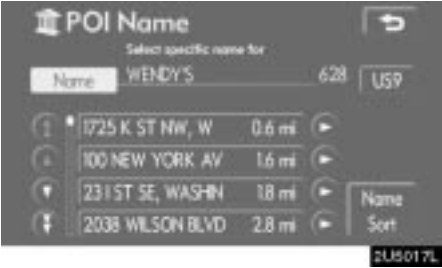 POI Name
Select specific name for
Name WENDY'S 628 US9
1725 K ST NW, W 0.6 mi
100 NEW YORK AV 1.6 mi
231 ST SE, WASHN 1.8 mi
2038 WILSON BLVD 2.8 mi
Name Sort
2U5017L